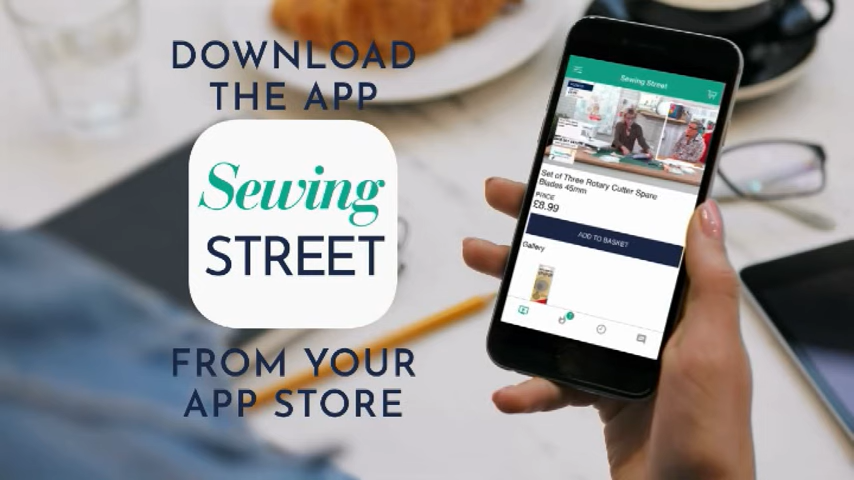 DOWNLOAD
THE APP
Sewing
STREET
FROM YOUR
APP STORE
Sewing Street
Set of Three Rotary Cutter Spare
Blades 45mm
PRICE
£8.99
ADD TO BASKET
Gallery